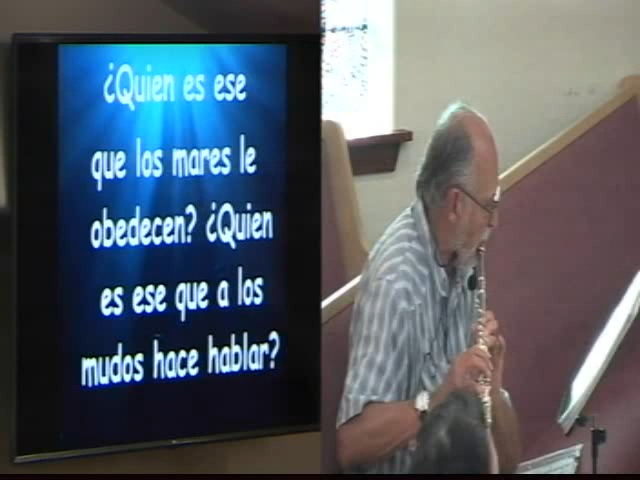 ¿Quien es ese
que los mares le
obedecen? ¿Quien
es ese que a los
mudos hace hablar?